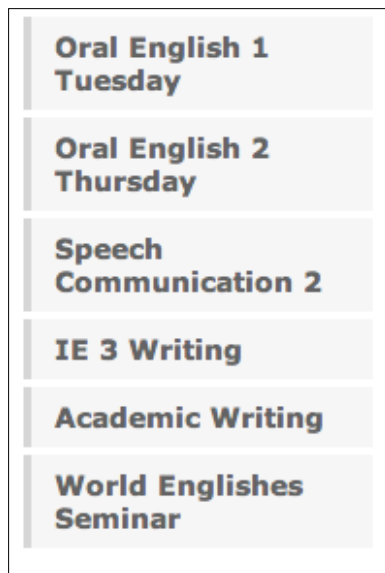 Oral English 1
Tuesday
Oral English 2
Thursday
Speech
Communication 2
IE 3 Writing
Academic Writing
World Englishes
Seminar